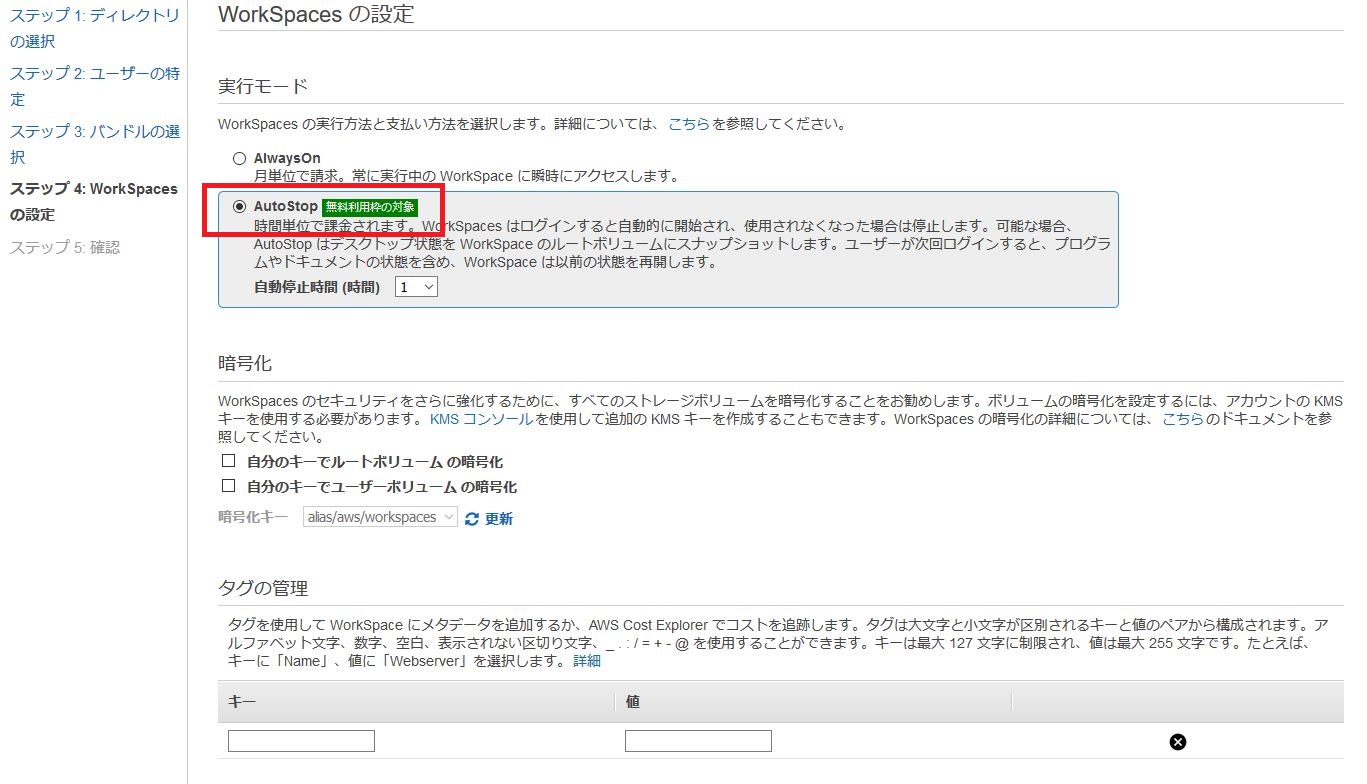 ステップ 1: ディレクトリ
の選択
ステップ 2: ユーザーの特
定
ステップ 3: バンドルの選
択
ステップ 4: WorkSpaces
の設定
ステップ 5: 確認
WorkSpaces の設定
実行モード
WorkSpaces の実行方法と支払い方法を選択します。詳細については、 こちら を参照してください。
AlwaysOn
月単位で請求。常に実行中の WorkSpace に瞬時にアクセスします。
AutoStop 無料利用枠の対象
時間単位で課金されます。WorkSpaces はログインすると自動的に開始され、使用されなくなった場合は停止します。可能な場合、
AutoStop はデスクトップ状態を WorkSpace のルートボリュームにスナップショットします。ユーザーが次回ログインすると、プログラ
ムやドキュメントの状態を含め、WorkSpace は以前の状態を再開します。
自動停止時間 (時間) 1
暗号化
WorkSpaces のセキュリティをさらに強化するために、すべてのストレージボリュームを暗号化することをお勧めします。ボリュームの暗号化を設定するには、アカウントの KMS
キーを使用する必要があります。 KMS コンソール を使用して追加の KMS キーを作成することもできます。WorkSpaces の暗号化の詳細については、 こちら のドキュメントを参
照してください。
自分のキーでルートボリューム の暗号化
自分のキーでユーザーボリューム の暗号化
暗号化キー alias/aws/workspaces 更新
タグの管理
タグを使用して WorkSpace にメタデータを追加するか、AWS Cost Explorer でコストを追跡します。タグは大文字と小文字が区別されるキーと値のペアから構成されます。ア
ルファベット文字、数字、空白、表示されない区切り文字、_ . : / = + - @ を使用することができます。キーは最大 127 文字に制限され、値は最大 255 文字です。たとえば、
キーに「Name」、値に「Webserver」を選択します。 詳細
キー 値